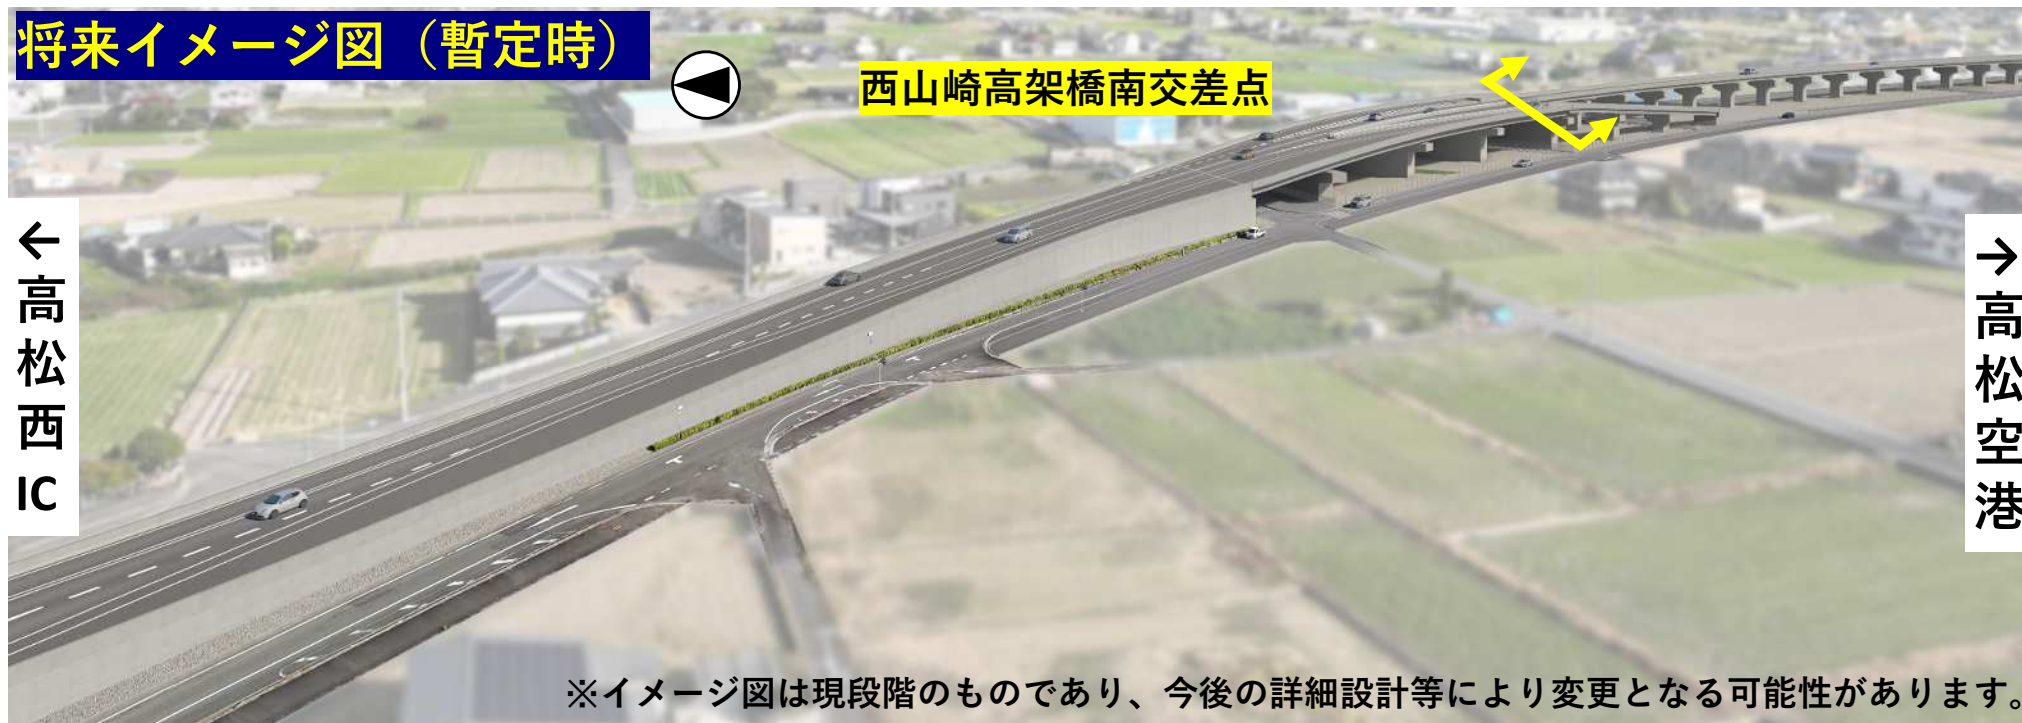 将来イメージ図（暫定時）
西山崎高架橋南交差点
←高松西IC
→高松空港
※イメージ図は現段階のものであり、今後の詳細設計等により変更となる可能性があります。